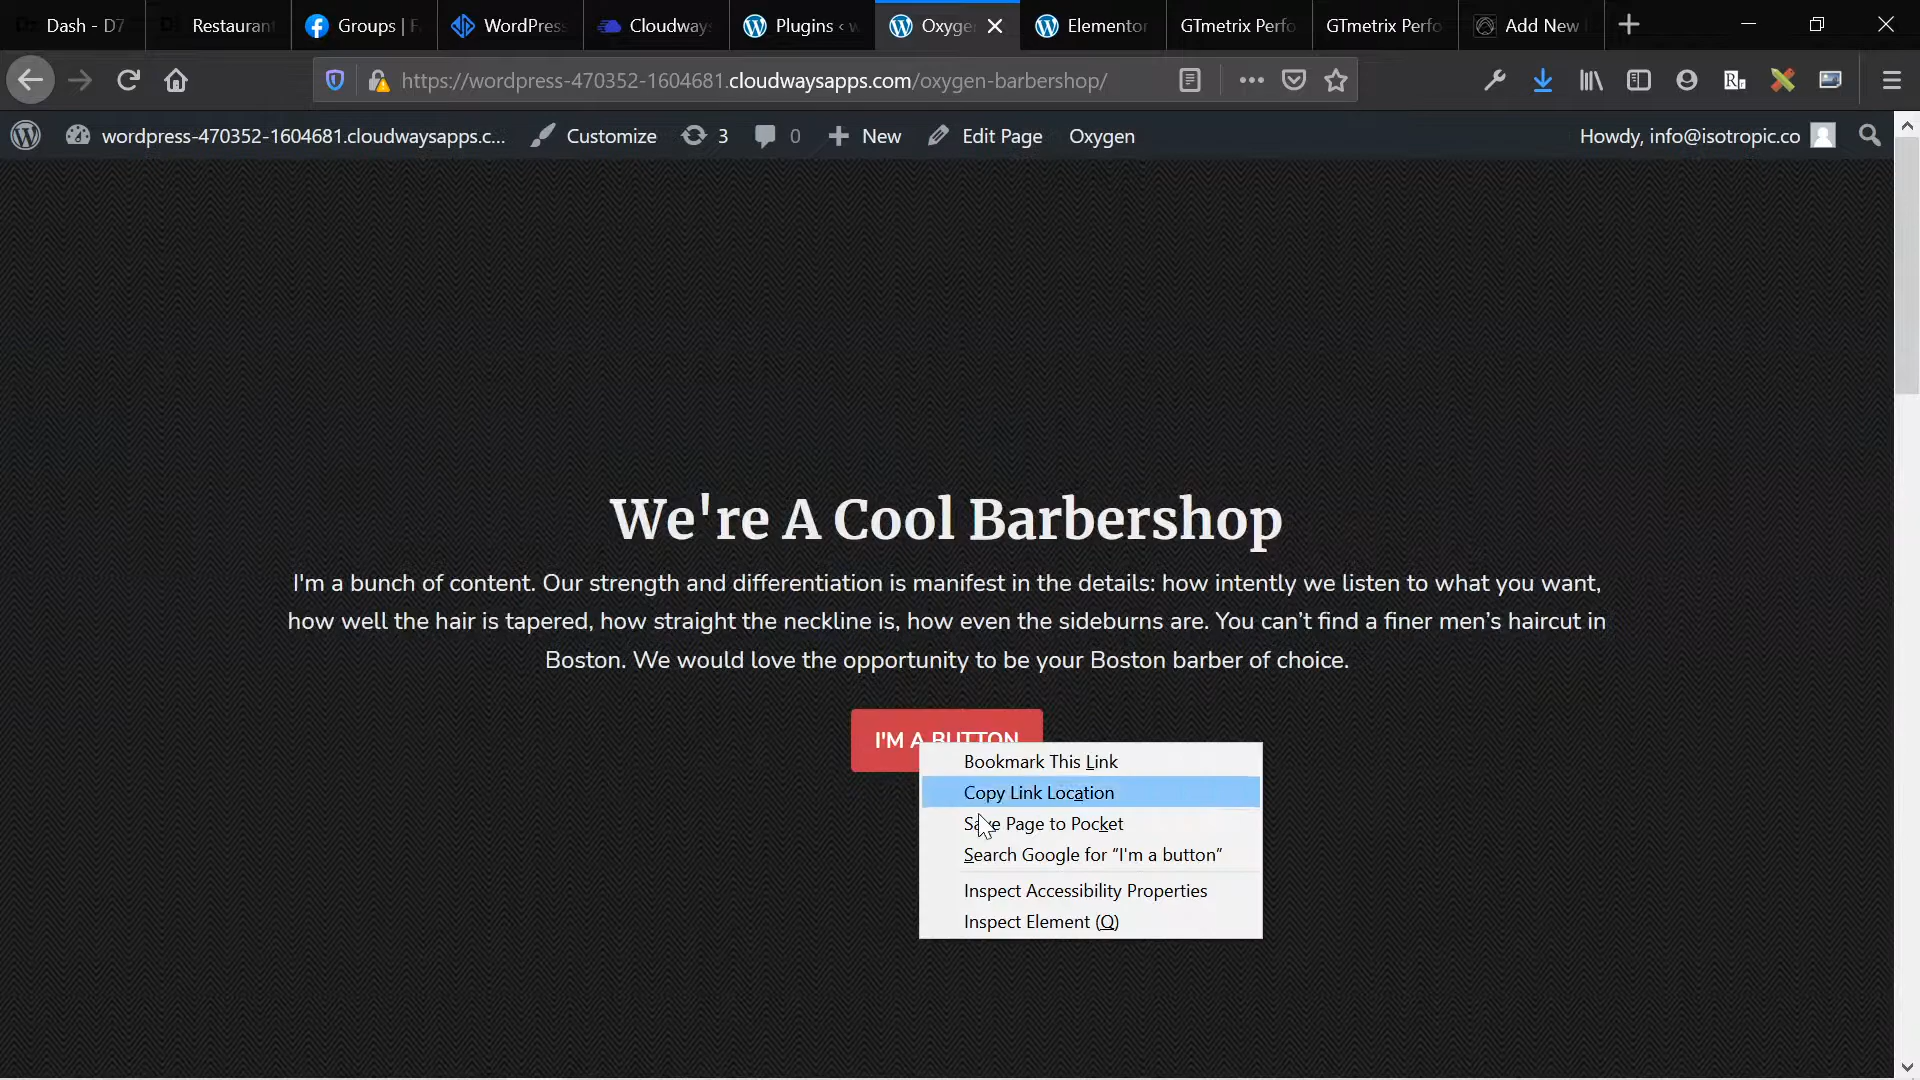 Dash - D7
Restaurant
Groups | F
WordPress
Cloudways
Plugins ‹ w
Oxyge
Elementor
GTmetrix Perfo
GTmetrix Perfo
Add New
https://wordpress-470352-1604681.cloudwaysapps.com/oxygen-barbershop/
wordpress-470352-1604681.cloudwaysapps.c...
Customize
3
0
New
Edit Page
Oxygen
Howdy, info@isotropic.co
We're A Cool Barbershop
I'm a bunch of content. Our strength and differentiation is manifest in the details: how intently we listen to what you want,
how well the hair is tapered, how straight the neckline is, how even the sideburns are. You can’t find a finer men’s haircut in
Boston. We would love the opportunity to be your Boston barber of choice.
I'M A BUTTON
Bookmark This Link
Copy Link Location
Save Page to Pocket
Search Google for “I'm a button”
Inspect Accessibility Properties
Inspect Element (Q)